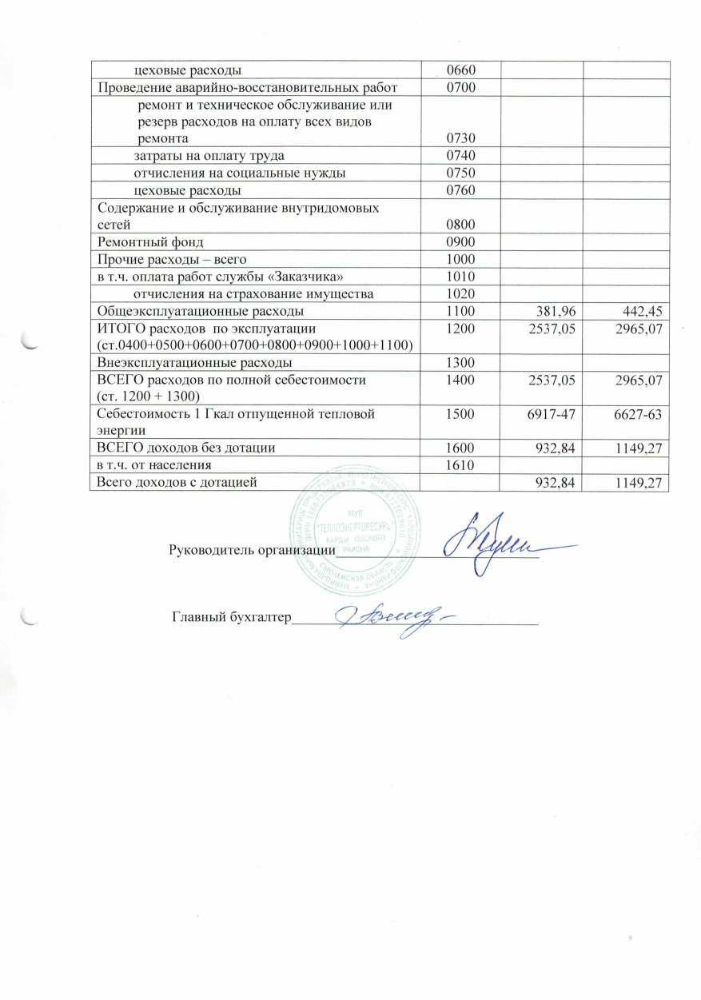 цеховые расходы 0660
Проведение аварийно-восстановительных работ 0700
ремонт и техническое обслуживание или
резерв расходов на оплату всех видов
ремонта 0730
затраты на оплату труда 0740
отчисления на социальные нужды 0750
цеховые расходы 0760
Содержание и обслуживание внутридомовых
сетей 0800
Ремонтный фонд 0900
Прочие расходы – всего 1000
в т.ч. оплата работ службы «Заказчика» 1010
отчисления на страхование имущества 1020
Общеэксплуатационные расходы 1100 381,96 442,45
ИТОГО расходов по эксплуатации 1200 2537,05 2965,07
(ст.0400+0500+0600+0700+0800+0900+1000+1100)
Внеэксплуатационные расходы 1300
ВСЕГО расходов по полной себестоимости 1400 2537,05 2965,07
(ст. 1200 + 1300)
Себестоимость 1 Гкал отпущенной тепловой 1500 6917-47 6627-63
энергии
ВСЕГО доходов без дотации 1600 932,84 1149,27
в т.ч. от населения 1610
Всего доходов с дотацией 932,84 1149,27
МУП
"ТЕПЛОЭНЕРГОРЕСУРС"
КАРДЫМОВСКОГО
РАЙОНА
СМОЛЕНСКАЯ ОБЛАСТЬ
Руководитель организации
Главный бухгалтер